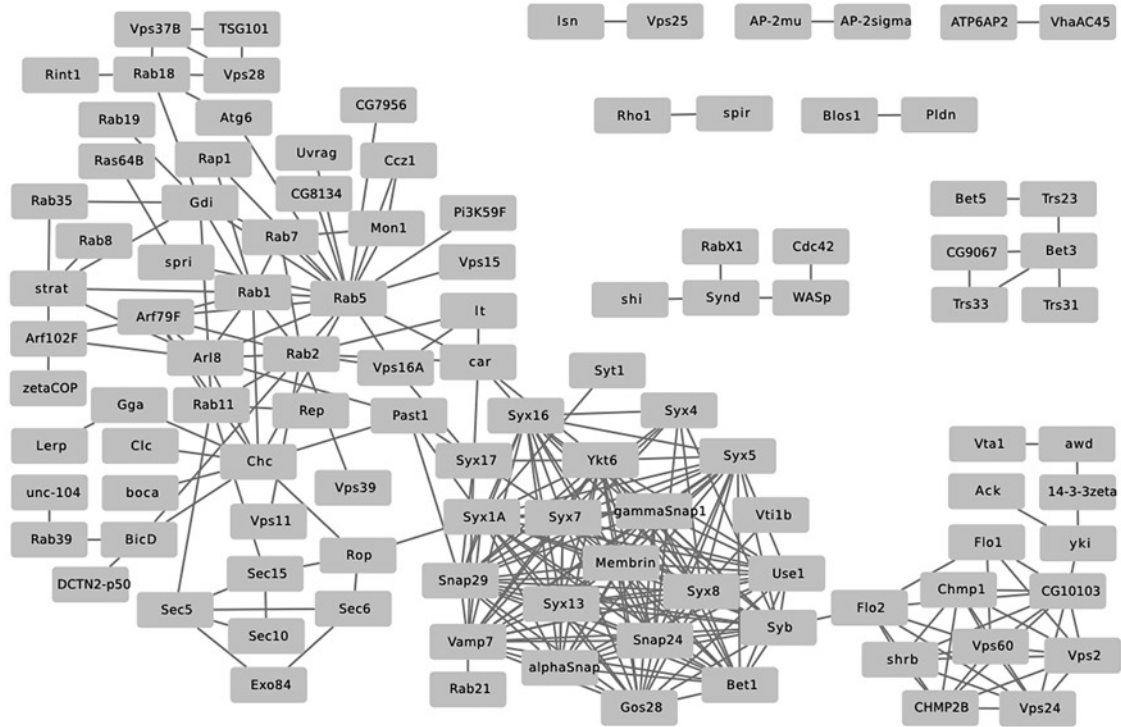 Vps37B
TSG101
lsn
Vps25
AP-2mu
AP-2sigma
ATP6AP2
VhaAC45
Rint1
Rab18
Vps28
CG7956
Rab19
Atg6
Rho1
spir
Blos1
Pldn
Ras64B
Rap1
Uvrag
Ccz1
Rab35
Gdi
CG8134
Pi3K59F
Bet5
Trs23
Rab8
Rab7
Mon1
RabX1
Cdc42
CG9067
Bet3
spri
Vps15
strat
Rab1
Rab5
shi
Synd
WASp
Trs33
Trs31
Arf79F
lt
Arf102F
Arl8
Rab2
Vps16A
car
Syt1
zetaCOP
Gga
Rab11
Rep
Past1
Syx16
Syx4
Lerp
Clc
Chc
Syx17
Ykt6
Syx5
Vta1
awd
unc-104
boca
Vps39
Ack
14-3-3zeta
Vps11
Syx1A
Syx7
gammaSnap1
Vti1b
Rab39
BicD
Rop
Flo1
yki
DCTN2-p50
Sec15
Snap29
Membrin
Use1
Chmp1
CG10103
Sec5
Sec6
Syx13
Syx8
Flo2
Sec10
Vamp7
Snap24
Syb
shrb
Vps60
Vps2
Exo84
Rab21
alphaSnap
Bet1
Gos28
CHMP2B
Vps24